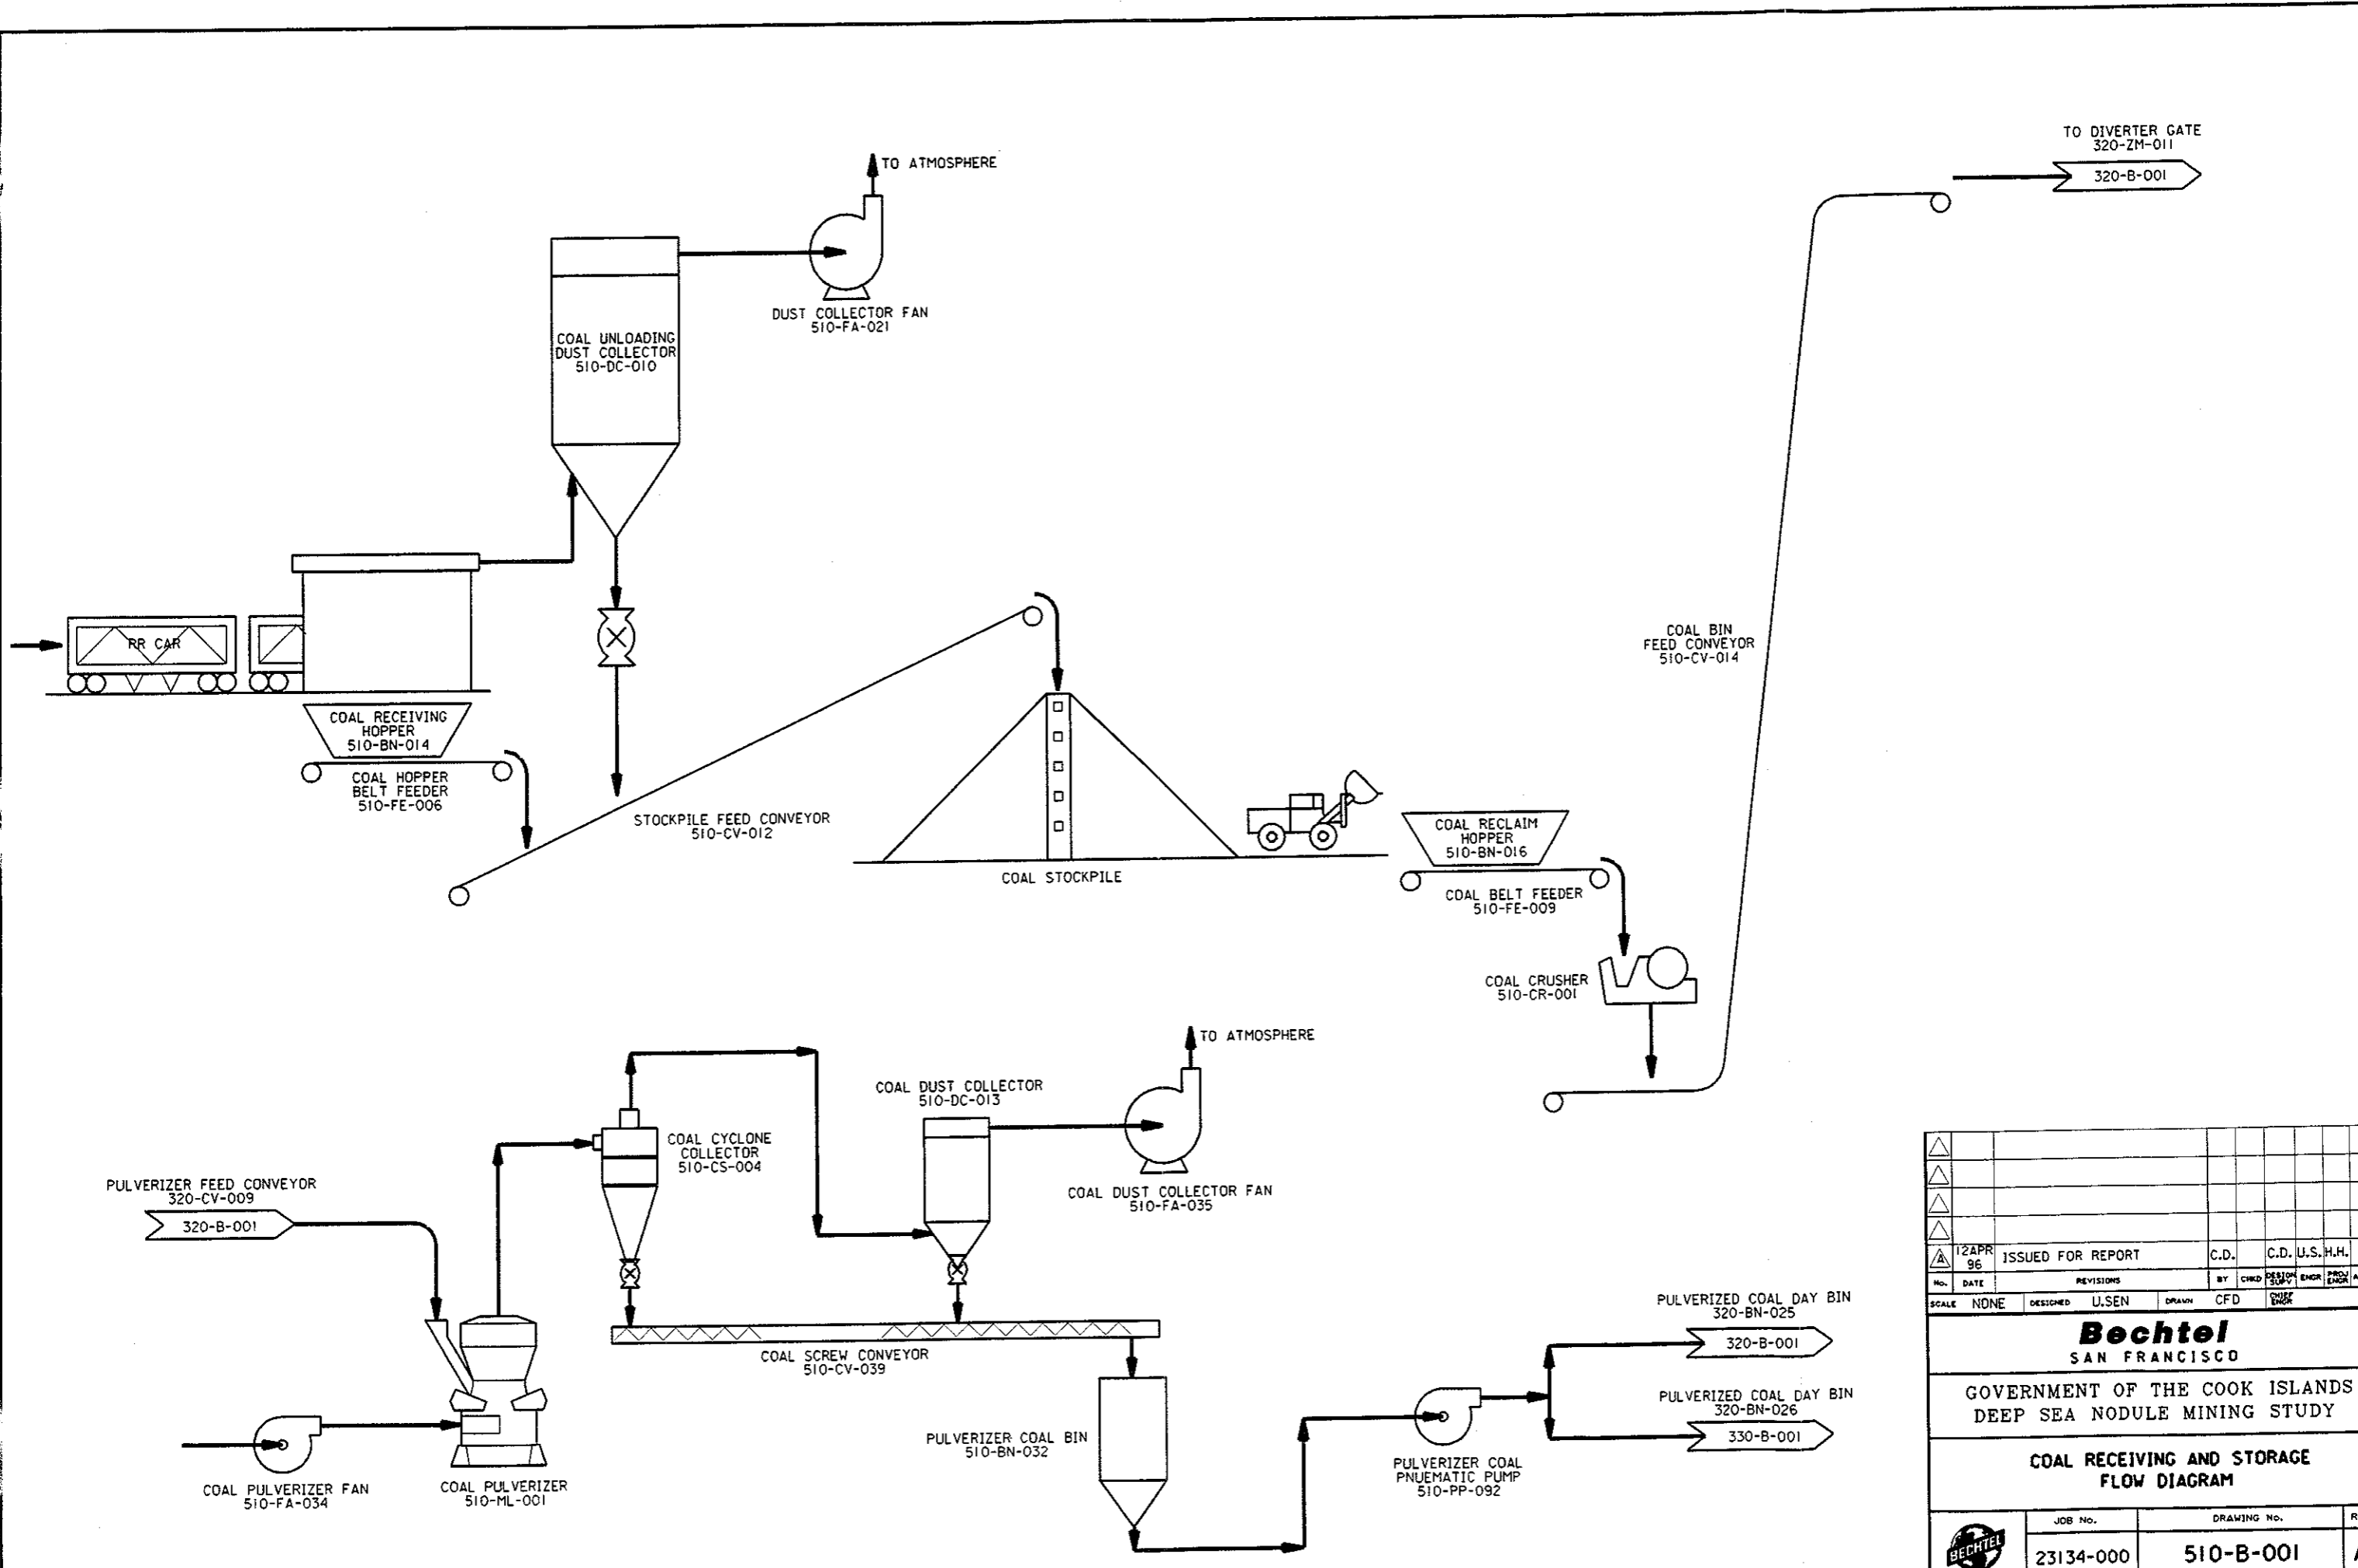 TO DIVERTER GATE
320-ZM-011
320-B-001
TO ATMOSPHERE
DUST COLLECTOR FAN
510-FA-021
COAL UNLOADING
DUST COLLECTOR
510-DC-010
RR CAR
COAL RECEIVING
HOPPER
510-BN-014
COAL HOPPER
BELT FEEDER
510-FE-006
STOCKPILE FEED CONVEYOR
510-CV-012
COAL STOCKPILE
COAL BIN
FEED CONVEYOR
510-CV-014
COAL RECLAIM
HOPPER
510-BN-016
COAL BELT FEEDER
510-FE-009
COAL CRUSHER
510-CR-001
TO ATMOSPHERE
COAL DUST COLLECTOR
510-DC-013
COAL CYCLONE
COLLECTOR
510-CS-004
COAL DUST COLLECTOR FAN
510-FA-035
PULVERIZER FEED CONVEYOR
320-CV-009
320-B-001
COAL SCREW CONVEYOR
510-CV-039
PULVERIZER COAL BIN
510-BN-032
COAL PULVERIZER FAN
510-FA-034
COAL PULVERIZER
510-ML-001
PULVERIZER COAL
PNUEMATIC PUMP
510-PP-092
PULVERIZED COAL DAY BIN
320-BN-025
320-B-001
PULVERIZED COAL DAY BIN
320-BN-026
330-B-001
A 12APR 96 ISSUED FOR REPORT C.D. C.D. U.S. H.H.
No. DATE REVISIONS BY CHKD DESIGN SUPV ENGR PROJ ENGR
SCALE NONE DESIGNED U.SEN DRAWN CFD CHIEF ENGR
Bechtel
SAN FRANCISCO
GOVERNMENT OF THE COOK ISLANDS
DEEP SEA NODULE MINING STUDY
COAL RECEIVING AND STORAGE
FLOW DIAGRAM
BECHTEL
JOB No. DRAWING No.
23134-000 510-B-001